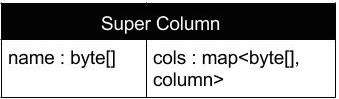 Super Column
name : byte[]
cols : map<byte[],
column>